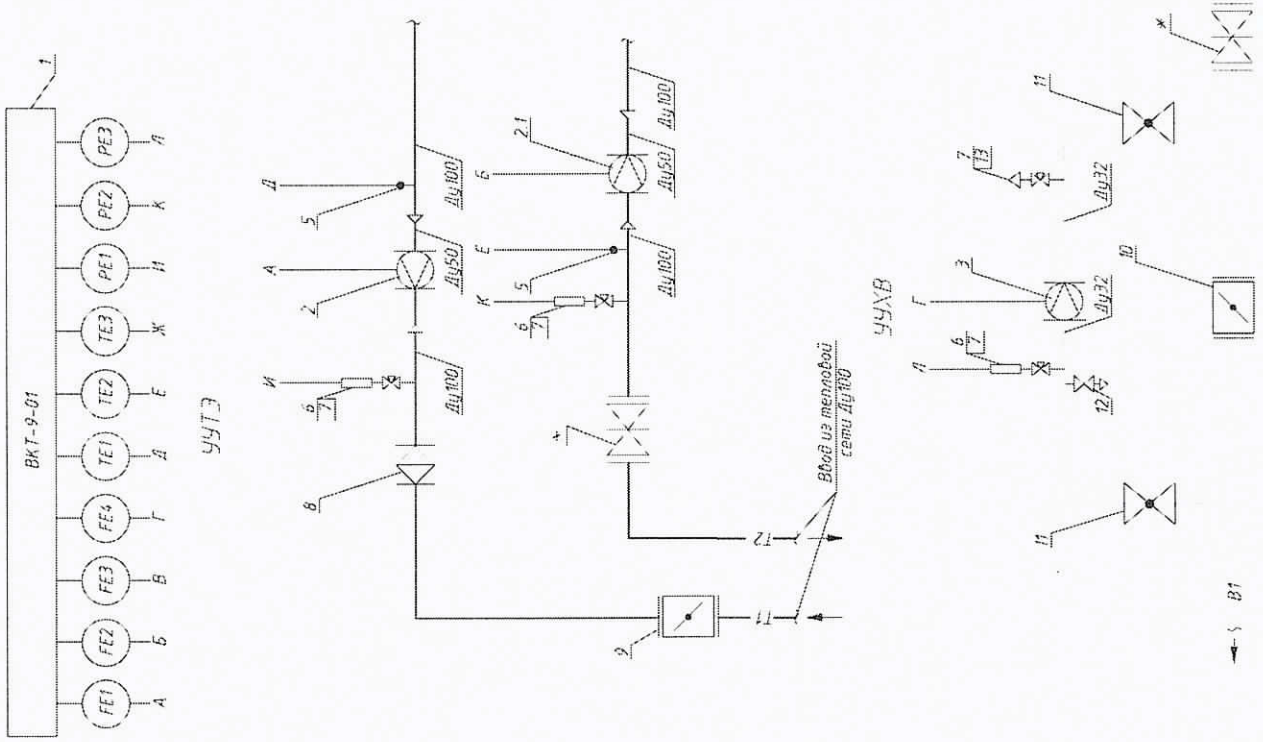 ВКТ-9-01
1
FE1 FE2 FE3 FE4 TE1 TE2 TE3 PE1 PE2 PE3
А Б В Г Д Е Ж И К Л
УУТЭ
И
А
Д
6
7
2
5
8
Ду100
Ду50
Ду100
К
Е
Б
2.1
6
7
5
4
Ду100
Ду50
Ду100
9
Т1
Т2
Ввод из тепловой
сети Ду100
УУХВ
Л
Г
6
7
3
7
13
11
12
Ду32
Ду32
11
10
В1